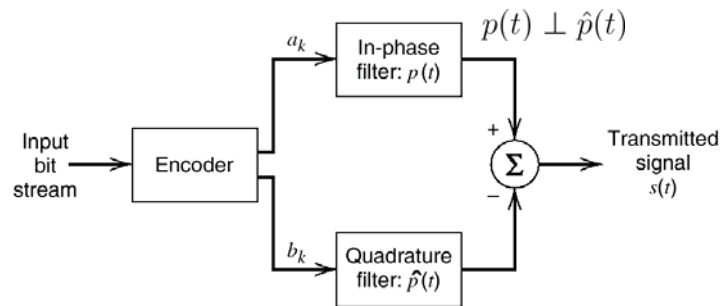 a_k
In-phase
filter: p(t)
p(t) ⊥ p̂(t)
Input
bit
stream
Encoder
+
Σ
−
Transmitted
signal
s(t)
b_k
Quadrature
filter: p̂(t)